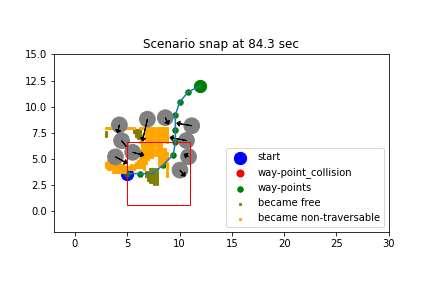 Scenario snap at 84.3 sec
15.0
12.5
10.0
7.5
5.0
2.5
0.0
0
5
10
15
20
25
30
start
way-point_collision
way-points
became free
became non-traversable